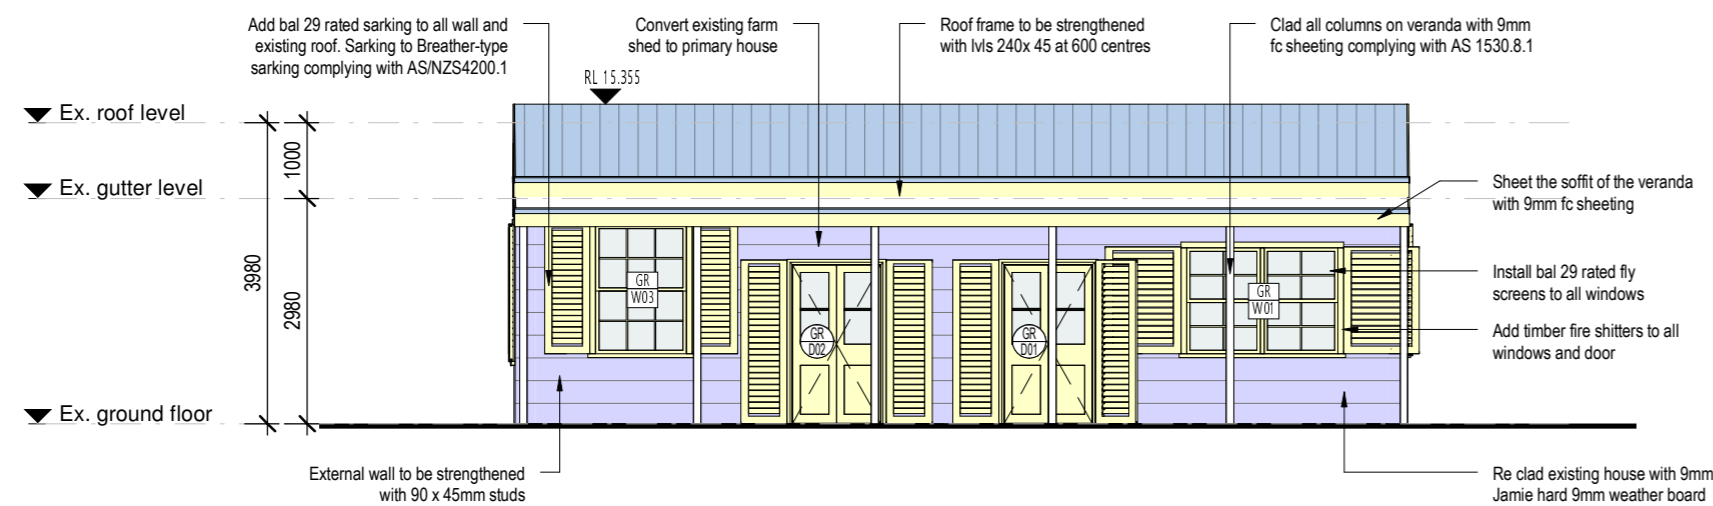 Add bal 29 rated sarking to all wall and
existing roof. Sarking to Breather-type
sarking complying with AS/NZS4200.1
Convert existing farm
shed to primary house
Roof frame to be strengthened
with lvls 240x 45 at 600 centres
Clad all columns on veranda with 9mm
fc sheeting complying with AS 1530.8.1
RL 15.355
Ex. roof level
1000
Ex. gutter level
Sheet the soffit of the veranda
with 9mm fc sheeting
3980
2980
GR
W03
GR
D02
GR
D01
GR
W01
Install bal 29 rated fly
screens to all windows
Add timber fire shitters to all
windows and door
Ex. ground floor
External wall to be strengthened
with 90 x 45mm studs
Re clad existing house with 9mm
Jamie hard 9mm weather board